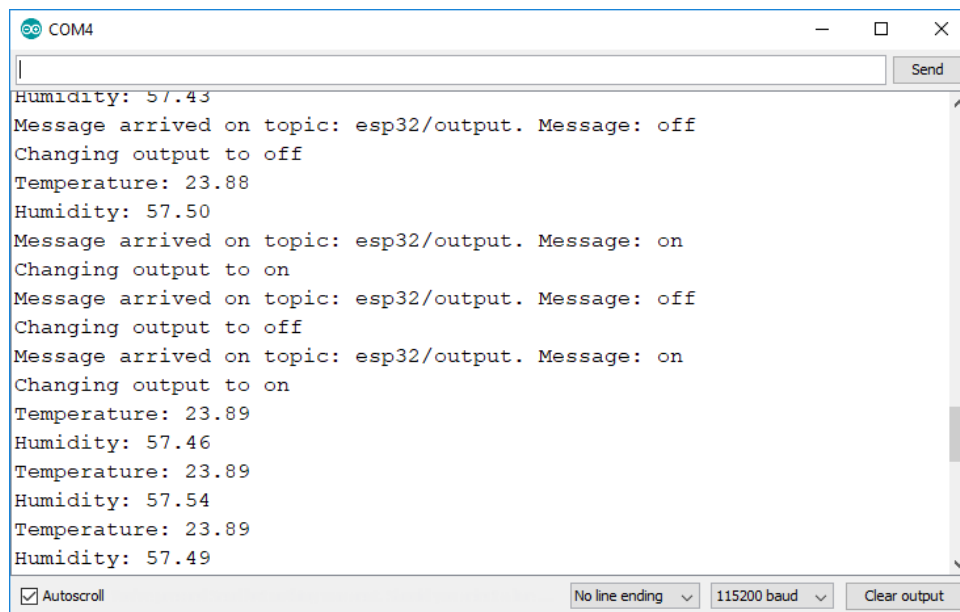 COM4
Send
Humidity: 57.43
Message arrived on topic: esp32/output. Message: off
Changing output to off
Temperature: 23.88
Humidity: 57.50
Message arrived on topic: esp32/output. Message: on
Changing output to on
Message arrived on topic: esp32/output. Message: off
Changing output to off
Message arrived on topic: esp32/output. Message: on
Changing output to on
Temperature: 23.89
Humidity: 57.46
Temperature: 23.89
Humidity: 57.54
Temperature: 23.89
Humidity: 57.49
Autoscroll No line ending 115200 baud Clear output